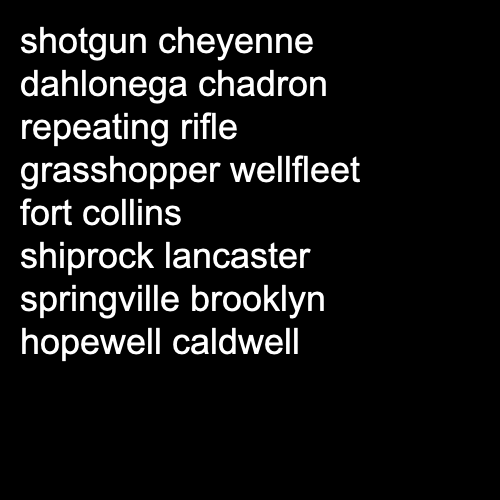 shotgun cheyenne
dahlonega chadron
repeating rifle
grasshopper wellfleet
fort collins
shiprock lancaster
springville brooklyn
hopewell caldwell